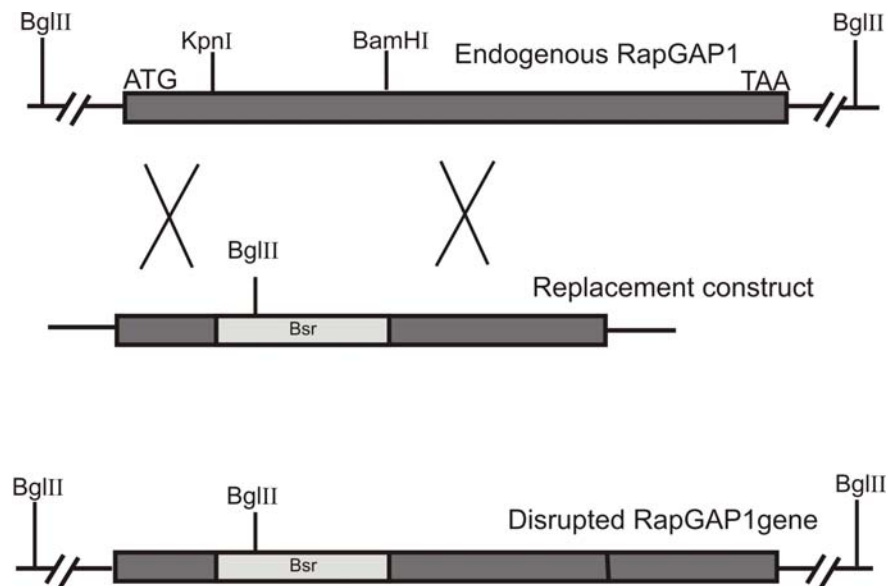 BglII
KpnI
BamHI
Endogenous RapGAP1
BglII
ATG
TAA
BglII
Replacement construct
Bsr
BglII
BglII
Disrupted RapGAP1gene
BglII
Bsr